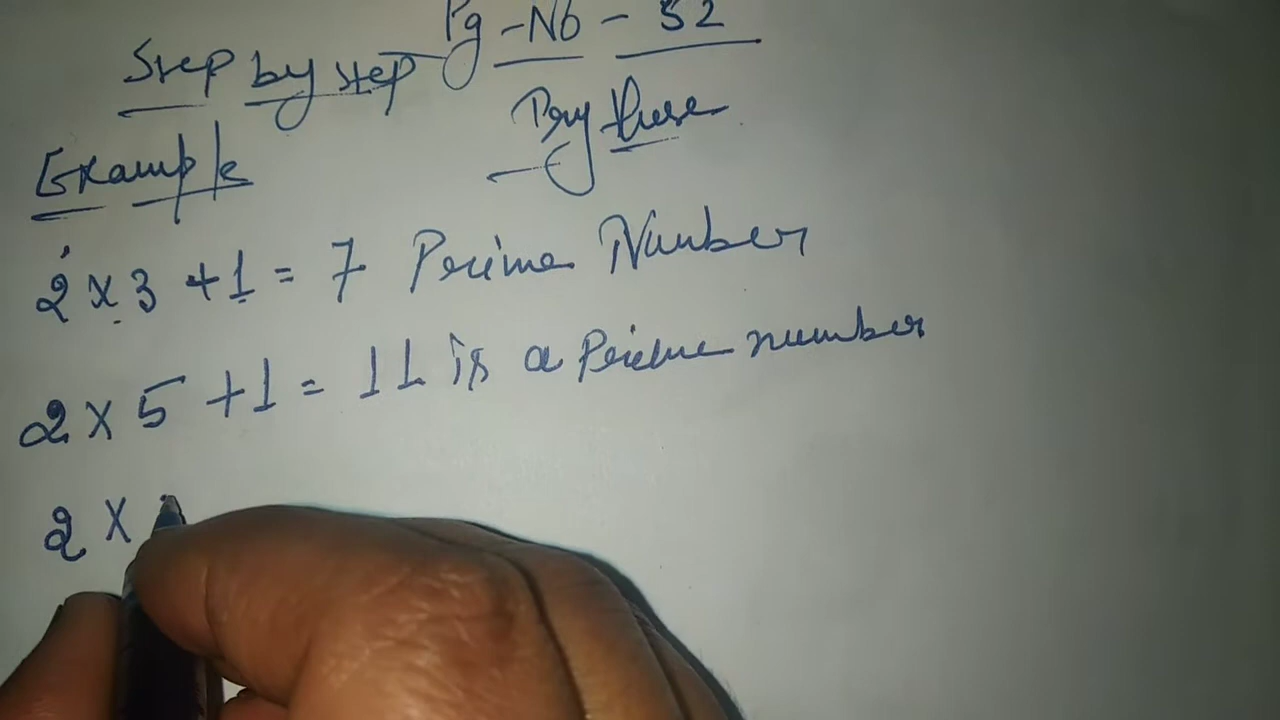 Pg - No - 52
Step by step
Try these
Example
2 × 3 + 1 = 7 Prime Number
2 × 5 + 1 = 11 is a Prime number
2 ×